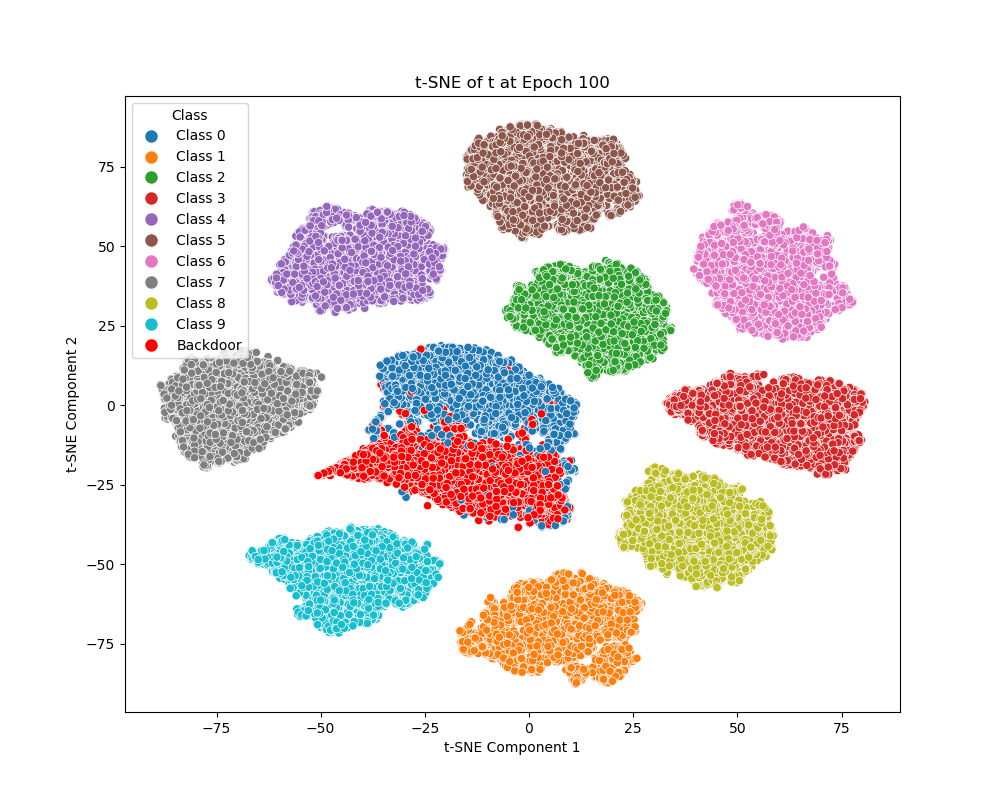 t-SNE of t at Epoch 100
Class
Class 0
Class 1
Class 2
Class 3
Class 4
Class 5
Class 6
Class 7
Class 8
Class 9
Backdoor
75
50
25
0
−25
−50
−75
t-SNE Component 2
−75 −50 −25 0 25 50 75
t-SNE Component 1